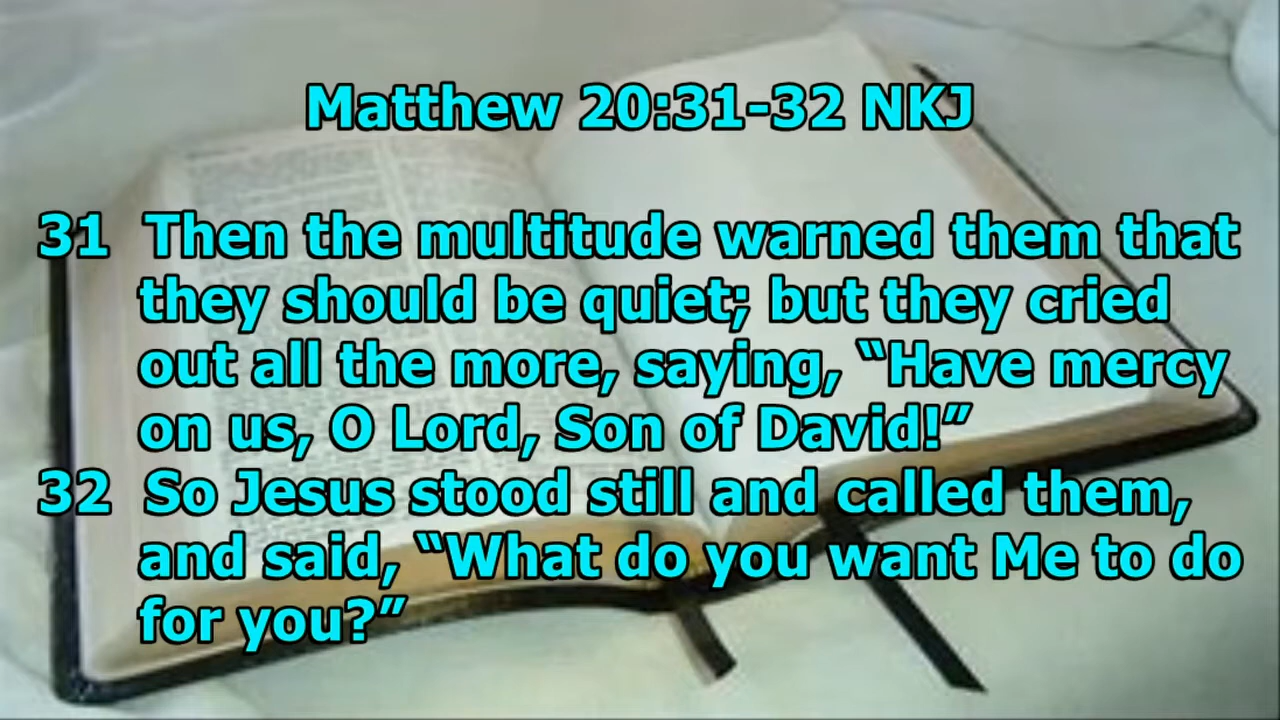 Matthew 20:31-32 NKJ
31 Then the multitude warned them that
they should be quiet; but they cried
out all the more, saying, “Have mercy
on us, O Lord, Son of David!”
32 So Jesus stood still and called them,
and said, “What do you want Me to do
for you?”